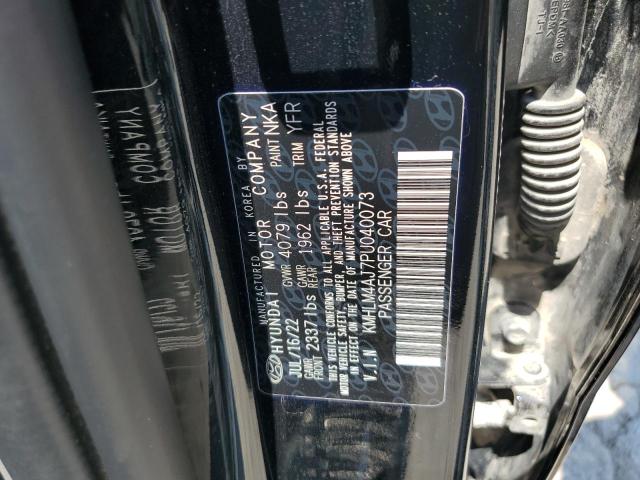 MANUFACTURED IN KOREA BY
HYUNDAI MOTOR COMPANY
JUL/16/22 GVWR 4079 lbs PAINT NKA
GAWR FRONT 2337 lbs GAWR REAR 1962 lbs TRIM YFR
THIS VEHICLE CONFORMS TO ALL APPLICABLE U.S.A. FEDERAL
MOTOR VEHICLE SAFETY, BUMPER, AND THEFT PREVENTION STANDARDS
IN EFFECT ON THE DATE OF MANUFACTURE SHOWN ABOVE
V.I.N KMHLM4AJ7PU040073
PASSENGER CAR